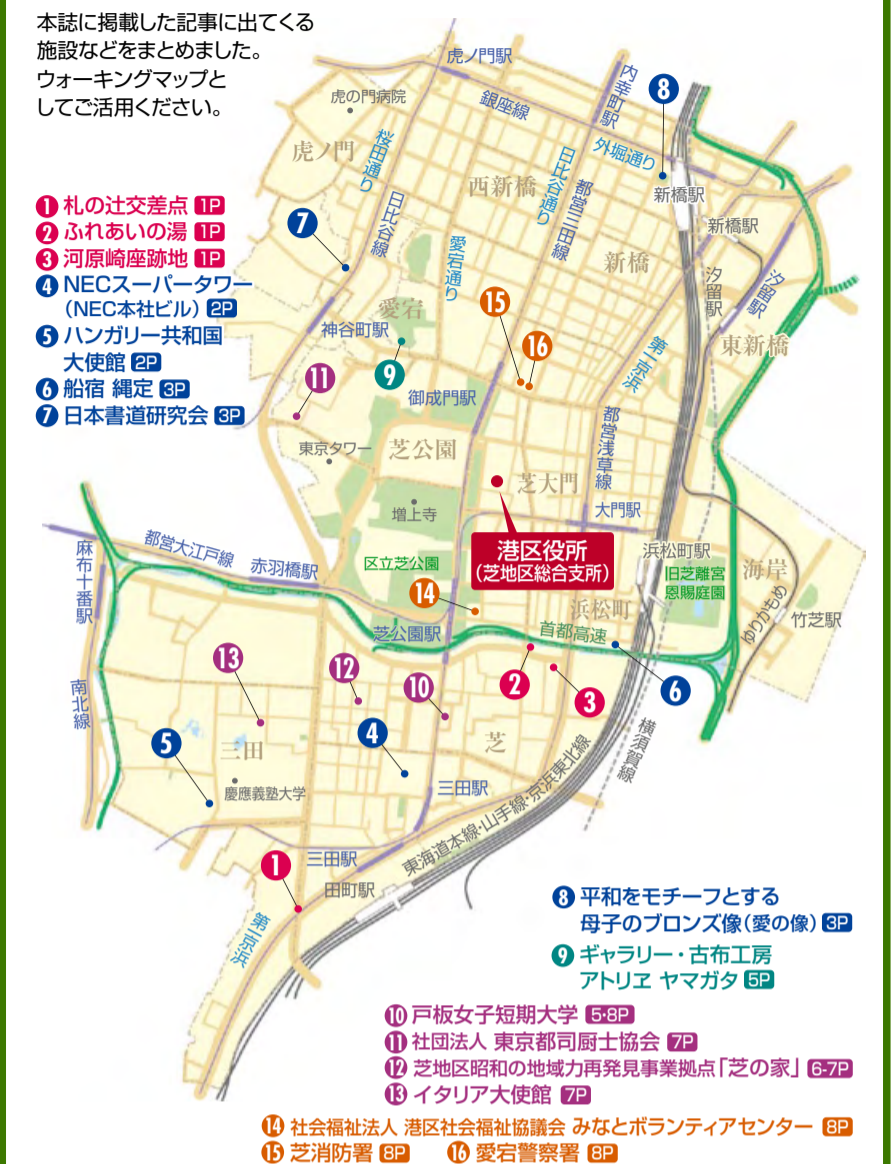 本誌に掲載した記事に出てくる
施設などをまとめました。
ウォーキングマップと
してご活用ください。
❶ 札の辻交差点 1P
❷ ふれあいの湯 1P
❸ 河原崎座跡地 1P
❹ NECスーパータワー
(NEC本社ビル) 2P
❺ ハンガリー共和国
大使館 2P
❻ 船宿 縄定 3P
❼ 日本書道研究会 3P
虎ノ門駅
虎の門病院
虎ノ門
桜田通り
日比谷線
銀座線
内幸町駅
外堀通り
8
新橋駅
新橋駅
西新橋
日比谷通り
都営三田線
愛宕通り
新橋
汐留駅
汐留駅
東新橋
第一京浜
7
愛宕
神谷町駅
9
15
16
11
御成門駅
都営浅草線
東京タワー
芝公園
芝大門
増上寺
大門駅
港区役所
(芝地区総合支所)
浜松町駅
旧芝離宮
恩賜庭園
海岸
ゆりかもめ
竹芝駅
麻布十番駅
都営大江戸線
赤羽橋駅
区立芝公園
14
浜松町
芝公園駅
首都高速
南北線
13
12
10
2
3
6
5
4
三田
芝
横須賀線
慶應義塾大学
三田駅
三田駅
東海道本線・山手線・京浜東北線
1
田町駅
第一京浜
❽ 平和をモチーフとする
母子のブロンズ像(愛の像) 3P
❾ ギャラリー・古布工房
アトリヱ ヤマガタ 5P
❿ 戸板女子短期大学 5・8P
⓫ 社団法人 東京都司厨士協会 7P
⓬ 芝地区昭和の地域力再発見事業拠点「芝の家」 6-7P
⓭ イタリア大使館 7P
⓮ 社会福祉法人 港区社会福祉協議会 みなとボランティアセンター 8P
⓯ 芝消防署 8P ⓰ 愛宕警察署 8P